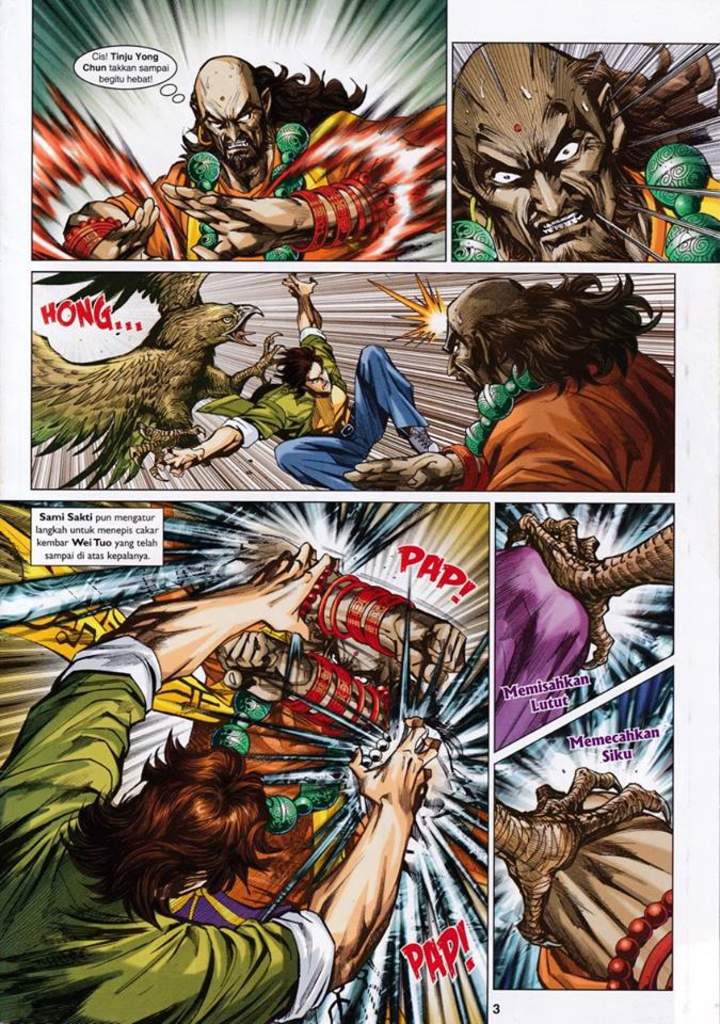 Cis! Tinju Yong
Chun takkan sampai
begitu hebat!
HONG...
Sami Sakti pun mengatur
langkah untuk menepis cakar
kembar Wei Tuo yang telah
sampai di atas kepalanya.
PAP!
Memisahkan
Lutut
Memecahkan
Siku
PAP!
3